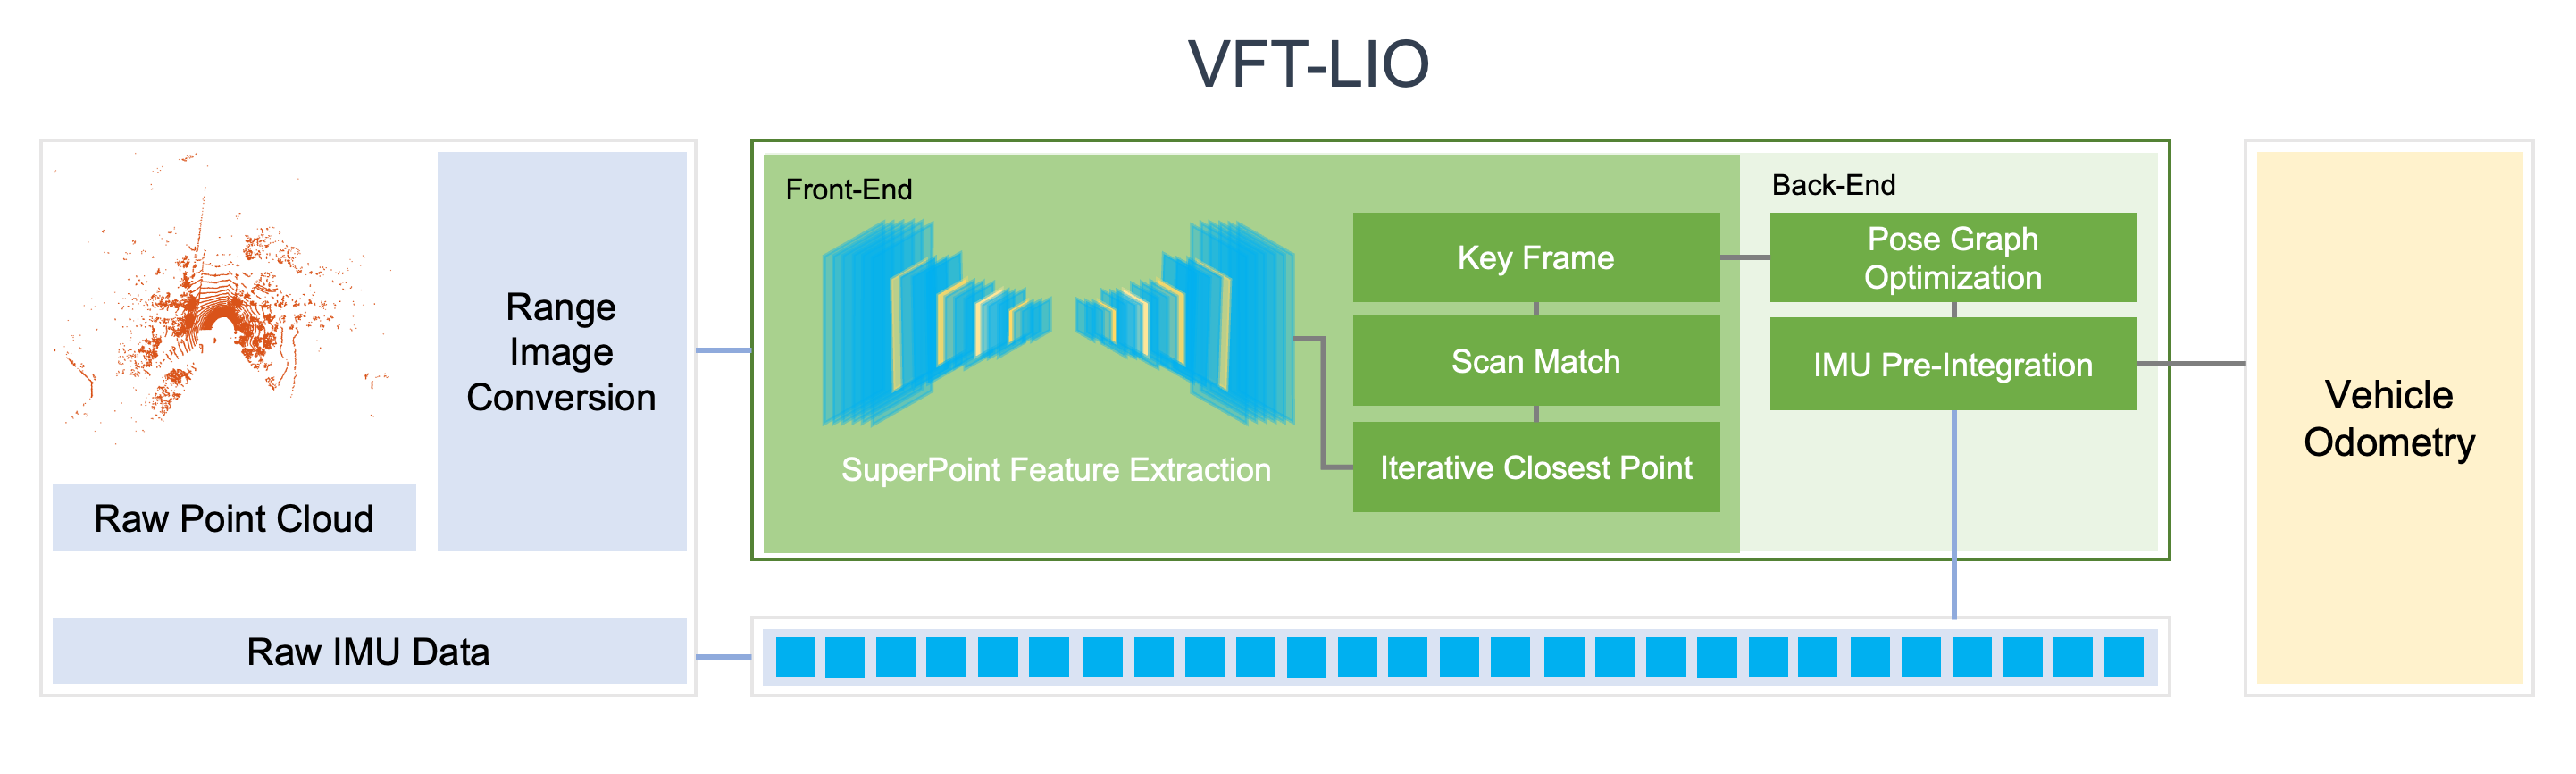 VFT-LIO
Raw Point Cloud
Range
Image
Conversion
Raw IMU Data
Front-End
SuperPoint Feature Extraction
Key Frame
Scan Match
Iterative Closest Point
Back-End
Pose Graph
Optimization
IMU Pre-Integration
Vehicle
Odometry